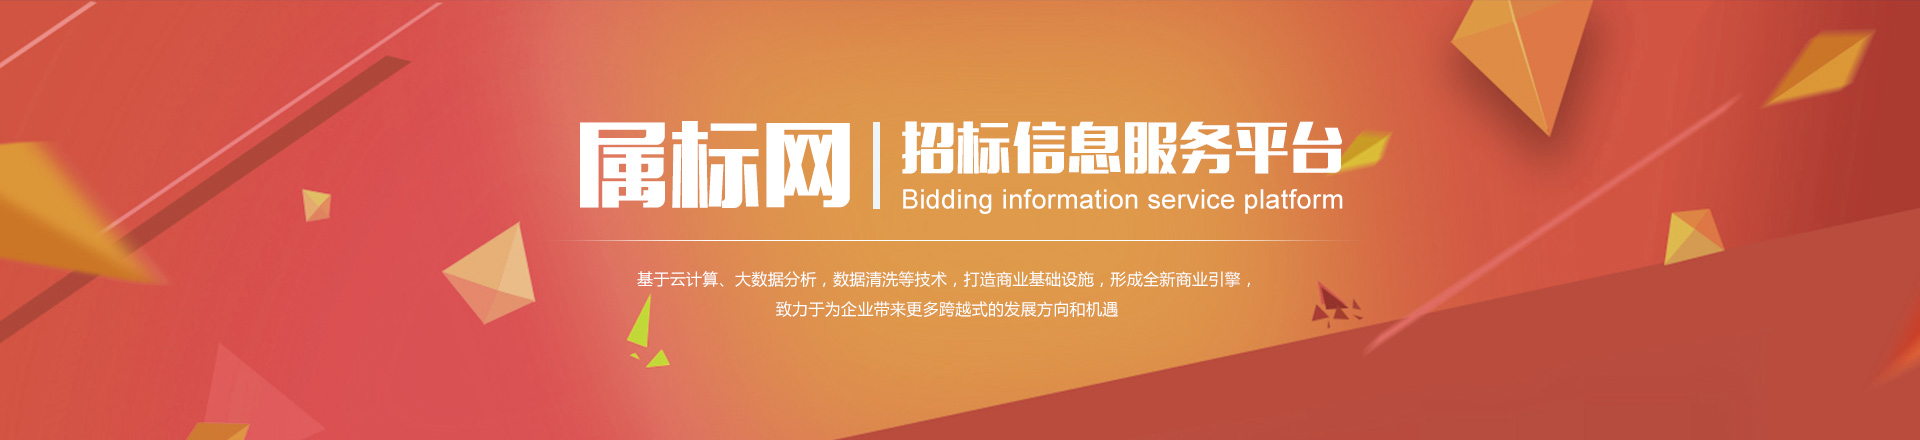 属标网
招标信息服务平台
Bidding information service platform
基于云计算、大数据分析，数据清洗等技术，打造商业基础设施，形成全新商业引擎，
致力于为企业带来更多跨越式的发展方向和机遇